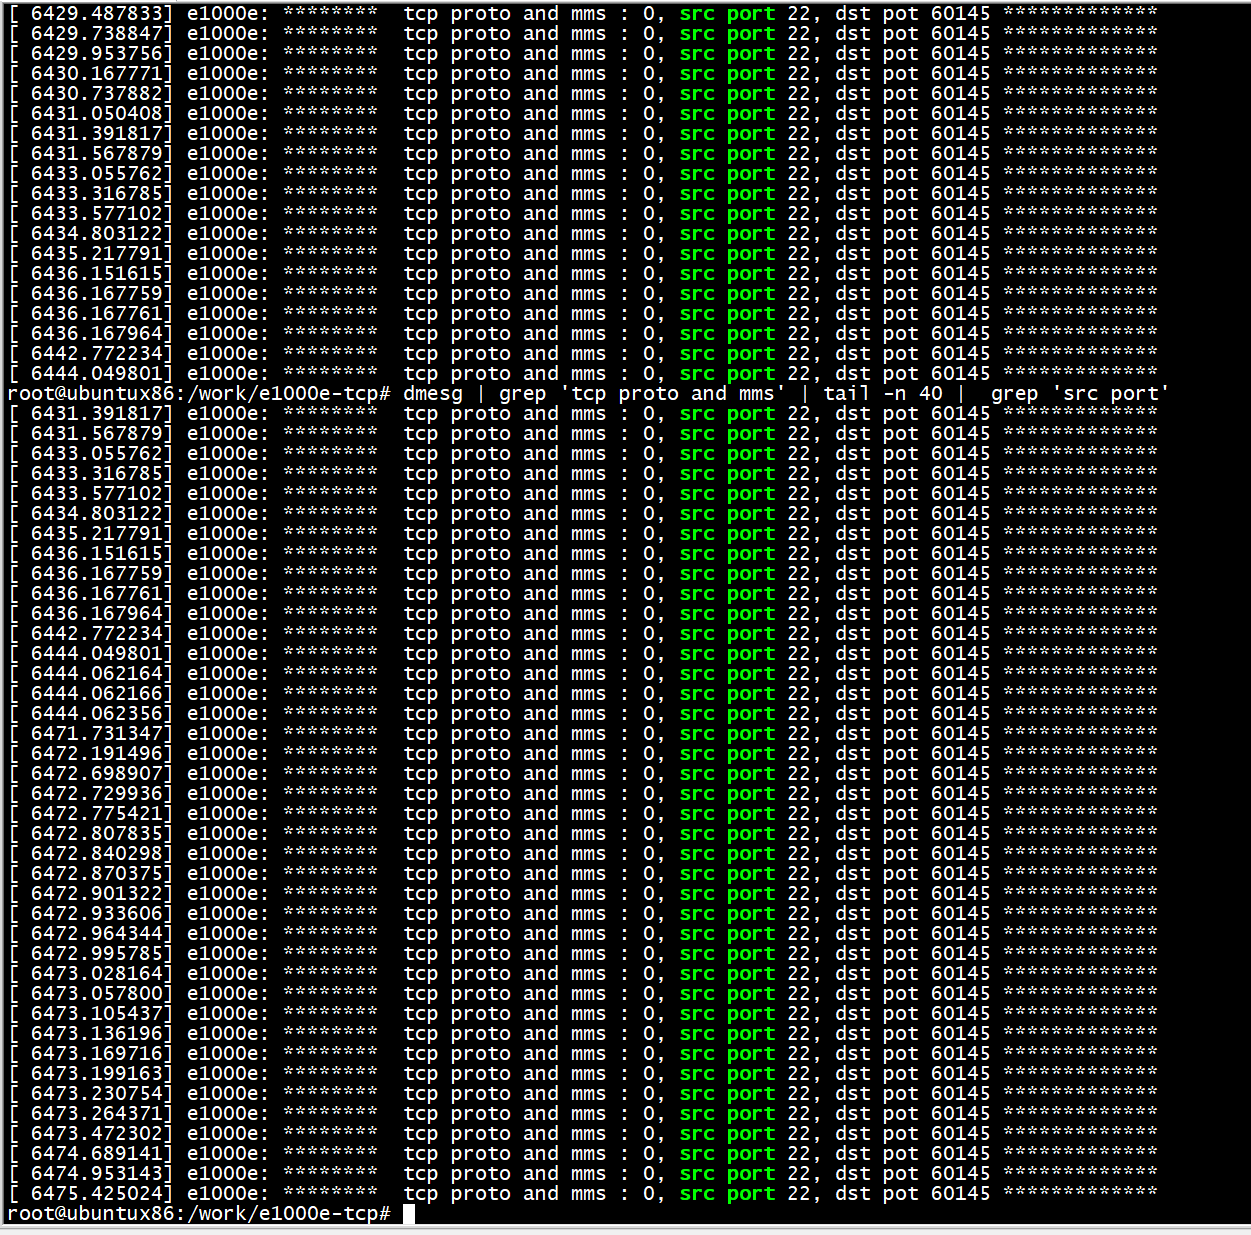 [ 6429.487833] e1000e: ********  tcp proto and mms : 0, src port 22, dst pot 60145 *************
[ 6429.738847] e1000e: ********  tcp proto and mms : 0, src port 22, dst pot 60145 *************
[ 6429.953756] e1000e: ********  tcp proto and mms : 0, src port 22, dst pot 60145 *************
[ 6430.167771] e1000e: ********  tcp proto and mms : 0, src port 22, dst pot 60145 *************
[ 6430.737882] e1000e: ********  tcp proto and mms : 0, src port 22, dst pot 60145 *************
[ 6431.050408] e1000e: ********  tcp proto and mms : 0, src port 22, dst pot 60145 *************
[ 6431.391817] e1000e: ********  tcp proto and mms : 0, src port 22, dst pot 60145 *************
[ 6431.567879] e1000e: ********  tcp proto and mms : 0, src port 22, dst pot 60145 *************
[ 6433.055762] e1000e: ********  tcp proto and mms : 0, src port 22, dst pot 60145 *************
[ 6433.316785] e1000e: ********  tcp proto and mms : 0, src port 22, dst pot 60145 *************
[ 6433.577102] e1000e: ********  tcp proto and mms : 0, src port 22, dst pot 60145 *************
[ 6434.803122] e1000e: ********  tcp proto and mms : 0, src port 22, dst pot 60145 *************
[ 6435.217791] e1000e: ********  tcp proto and mms : 0, src port 22, dst pot 60145 *************
[ 6436.151615] e1000e: ********  tcp proto and mms : 0, src port 22, dst pot 60145 *************
[ 6436.167759] e1000e: ********  tcp proto and mms : 0, src port 22, dst pot 60145 *************
[ 6436.167761] e1000e: ********  tcp proto and mms : 0, src port 22, dst pot 60145 *************
[ 6436.167964] e1000e: ********  tcp proto and mms : 0, src port 22, dst pot 60145 *************
[ 6442.772234] e1000e: ********  tcp proto and mms : 0, src port 22, dst pot 60145 *************
[ 6444.049801] e1000e: ********  tcp proto and mms : 0, src port 22, dst pot 60145 *************
root@ubuntux86:/work/e1000e-tcp# dmesg | grep 'tcp proto and mms' | tail -n 40 |  grep 'src port'
[ 6431.391817] e1000e: ********  tcp proto and mms : 0, src port 22, dst pot 60145 *************
[ 6431.567879] e1000e: ********  tcp proto and mms : 0, src port 22, dst pot 60145 *************
[ 6433.055762] e1000e: ********  tcp proto and mms : 0, src port 22, dst pot 60145 *************
[ 6433.316785] e1000e: ********  tcp proto and mms : 0, src port 22, dst pot 60145 *************
[ 6433.577102] e1000e: ********  tcp proto and mms : 0, src port 22, dst pot 60145 *************
[ 6434.803122] e1000e: ********  tcp proto and mms : 0, src port 22, dst pot 60145 *************
[ 6435.217791] e1000e: ********  tcp proto and mms : 0, src port 22, dst pot 60145 *************
[ 6436.151615] e1000e: ********  tcp proto and mms : 0, src port 22, dst pot 60145 *************
[ 6436.167759] e1000e: ********  tcp proto and mms : 0, src port 22, dst pot 60145 *************
[ 6436.167761] e1000e: ********  tcp proto and mms : 0, src port 22, dst pot 60145 *************
[ 6436.167964] e1000e: ********  tcp proto and mms : 0, src port 22, dst pot 60145 *************
[ 6442.772234] e1000e: ********  tcp proto and mms : 0, src port 22, dst pot 60145 *************
[ 6444.049801] e1000e: ********  tcp proto and mms : 0, src port 22, dst pot 60145 *************
[ 6444.062164] e1000e: ********  tcp proto and mms : 0, src port 22, dst pot 60145 *************
[ 6444.062166] e1000e: ********  tcp proto and mms : 0, src port 22, dst pot 60145 *************
[ 6444.062356] e1000e: ********  tcp proto and mms : 0, src port 22, dst pot 60145 *************
[ 6471.731347] e1000e: ********  tcp proto and mms : 0, src port 22, dst pot 60145 *************
[ 6472.191496] e1000e: ********  tcp proto and mms : 0, src port 22, dst pot 60145 *************
[ 6472.698907] e1000e: ********  tcp proto and mms : 0, src port 22, dst pot 60145 *************
[ 6472.729936] e1000e: ********  tcp proto and mms : 0, src port 22, dst pot 60145 *************
[ 6472.775421] e1000e: ********  tcp proto and mms : 0, src port 22, dst pot 60145 *************
[ 6472.807835] e1000e: ********  tcp proto and mms : 0, src port 22, dst pot 60145 *************
[ 6472.840298] e1000e: ********  tcp proto and mms : 0, src port 22, dst pot 60145 *************
[ 6472.870375] e1000e: ********  tcp proto and mms : 0, src port 22, dst pot 60145 *************
[ 6472.901322] e1000e: ********  tcp proto and mms : 0, src port 22, dst pot 60145 *************
[ 6472.933606] e1000e: ********  tcp proto and mms : 0, src port 22, dst pot 60145 *************
[ 6472.964344] e1000e: ********  tcp proto and mms : 0, src port 22, dst pot 60145 *************
[ 6472.995785] e1000e: ********  tcp proto and mms : 0, src port 22, dst pot 60145 *************
[ 6473.028164] e1000e: ********  tcp proto and mms : 0, src port 22, dst pot 60145 *************
[ 6473.057800] e1000e: ********  tcp proto and mms : 0, src port 22, dst pot 60145 *************
[ 6473.105437] e1000e: ********  tcp proto and mms : 0, src port 22, dst pot 60145 *************
[ 6473.136196] e1000e: ********  tcp proto and mms : 0, src port 22, dst pot 60145 *************
[ 6473.169716] e1000e: ********  tcp proto and mms : 0, src port 22, dst pot 60145 *************
[ 6473.199163] e1000e: ********  tcp proto and mms : 0, src port 22, dst pot 60145 *************
[ 6473.230754] e1000e: ********  tcp proto and mms : 0, src port 22, dst pot 60145 *************
[ 6473.264371] e1000e: ********  tcp proto and mms : 0, src port 22, dst pot 60145 *************
[ 6473.472302] e1000e: ********  tcp proto and mms : 0, src port 22, dst pot 60145 *************
[ 6474.689141] e1000e: ********  tcp proto and mms : 0, src port 22, dst pot 60145 *************
[ 6474.953143] e1000e: ********  tcp proto and mms : 0, src port 22, dst pot 60145 *************
[ 6475.425024] e1000e: ********  tcp proto and mms : 0, src port 22, dst pot 60145 *************
root@ubuntux86:/work/e1000e-tcp#